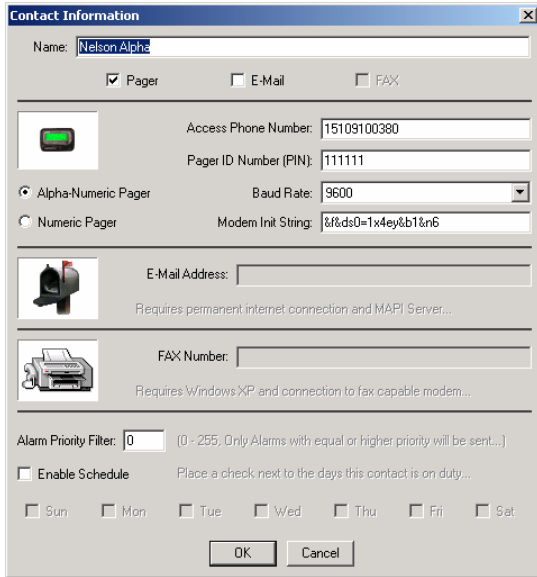 Contact Information
Name: Nelson Alpha
Pager E-Mail FAX
Access Phone Number: 15109100380
Pager ID Number (PIN): 111111
Alpha-Numeric Pager Baud Rate: 9600
Numeric Pager Modem Init String: &f&ds0=1x4ey&b1&n6
E-Mail Address:
Requires permanent internet connection and MAPI Server...
FAX Number:
Requires Windows XP and connection to fax capable modem...
Alarm Priority Filter: 0 (0 - 255, Only Alarms with equal or higher priority will be sent...)
Enable Schedule Place a check next to the days this contact is on duty...
Sun Mon Tue Wed Thu Fri Sat
OK Cancel